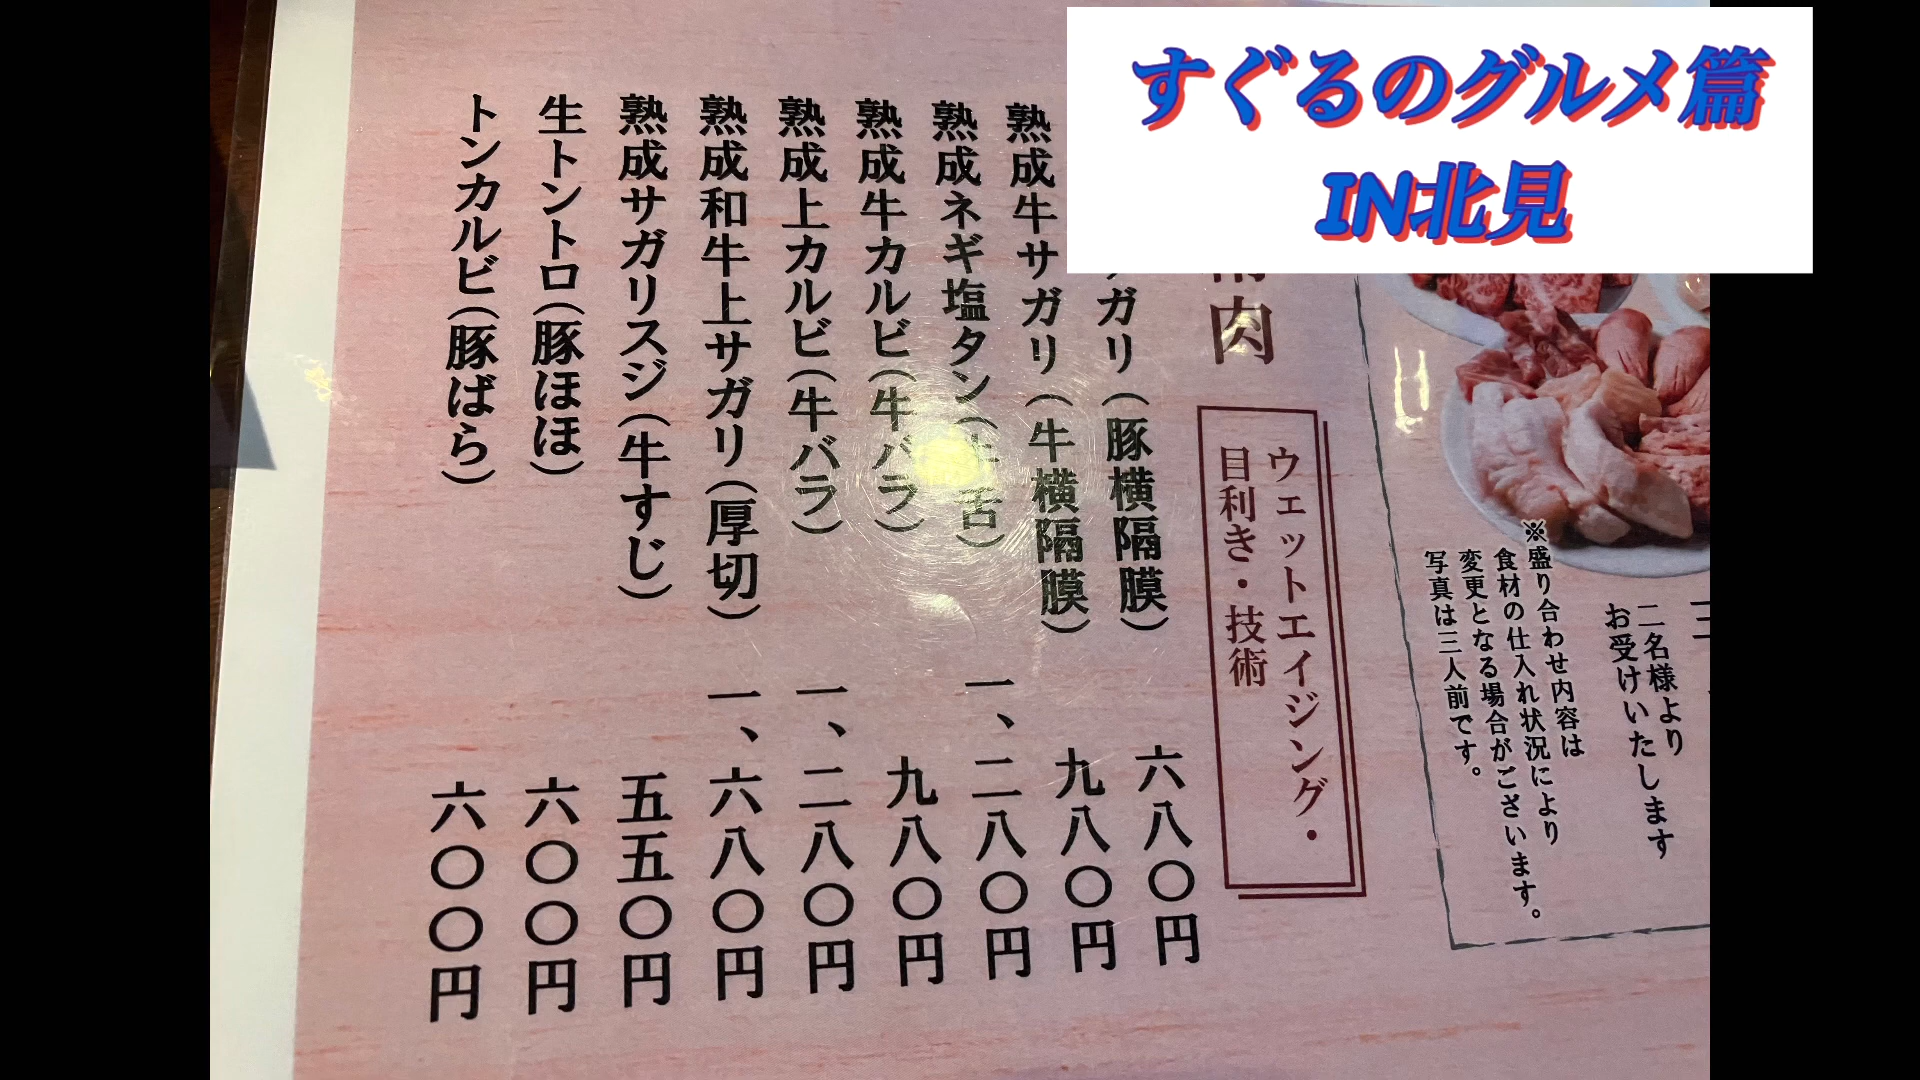 すぐるのグルメ篇
IN北見
二名様より
お受けいたします
※盛り合わせ内容は
食材の仕入れ状況により
変更となる場合がございます。
写真は三人前です。
肉
ウェットエイジング・
目利き・技術
ガリ（豚横隔膜） 六八〇円
熟成牛サガリ（牛横隔膜） 九八〇円
熟成ネギ塩タン（牛舌） 一、二八〇円
熟成牛カルビ（牛バラ） 九八〇円
熟成上カルビ（牛バラ） 一、二八〇円
熟成和牛上サガリ（厚切） 一、六八〇円
熟成サガリスジ（牛すじ） 五五〇円
生トントロ（豚ほほ） 六〇〇円
トンカルビ（豚ばら） 六〇〇円